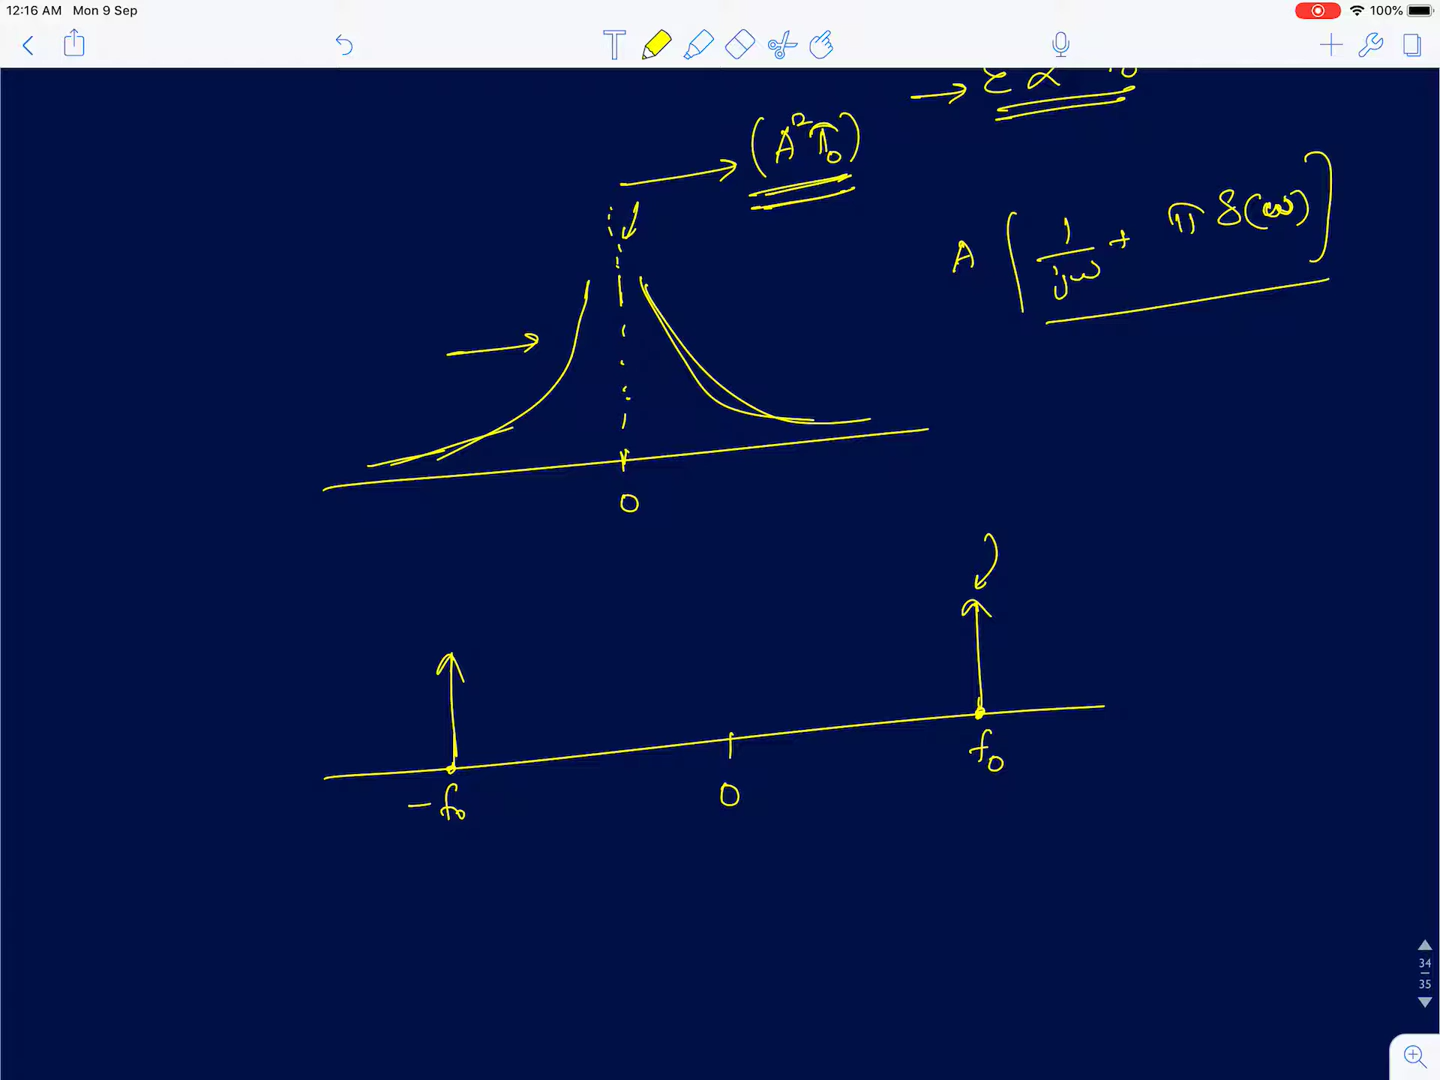 12:16 AM Mon 9 Sep
100%
T
→ ε α
→ (A²T₀)
A [ 1/jω + π δ(ω) ]
0
-f₀
0
f₀
34
35